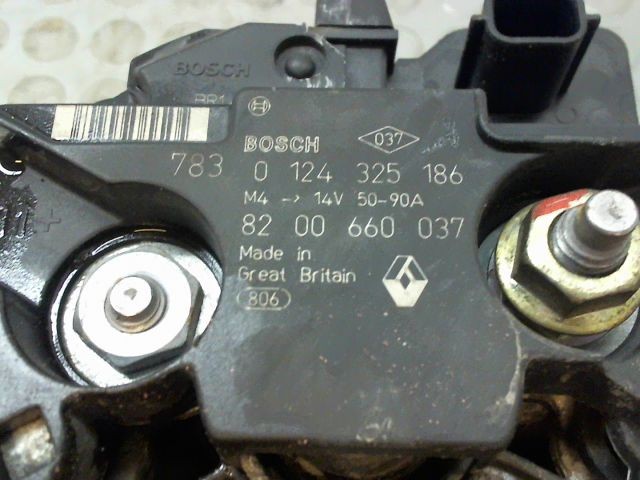 BOSCH
BR1
BOSCH 037
783 0 124 325 186
M4 → 14V 50-90A
82 00 660 037
Made in
Great Britain
806